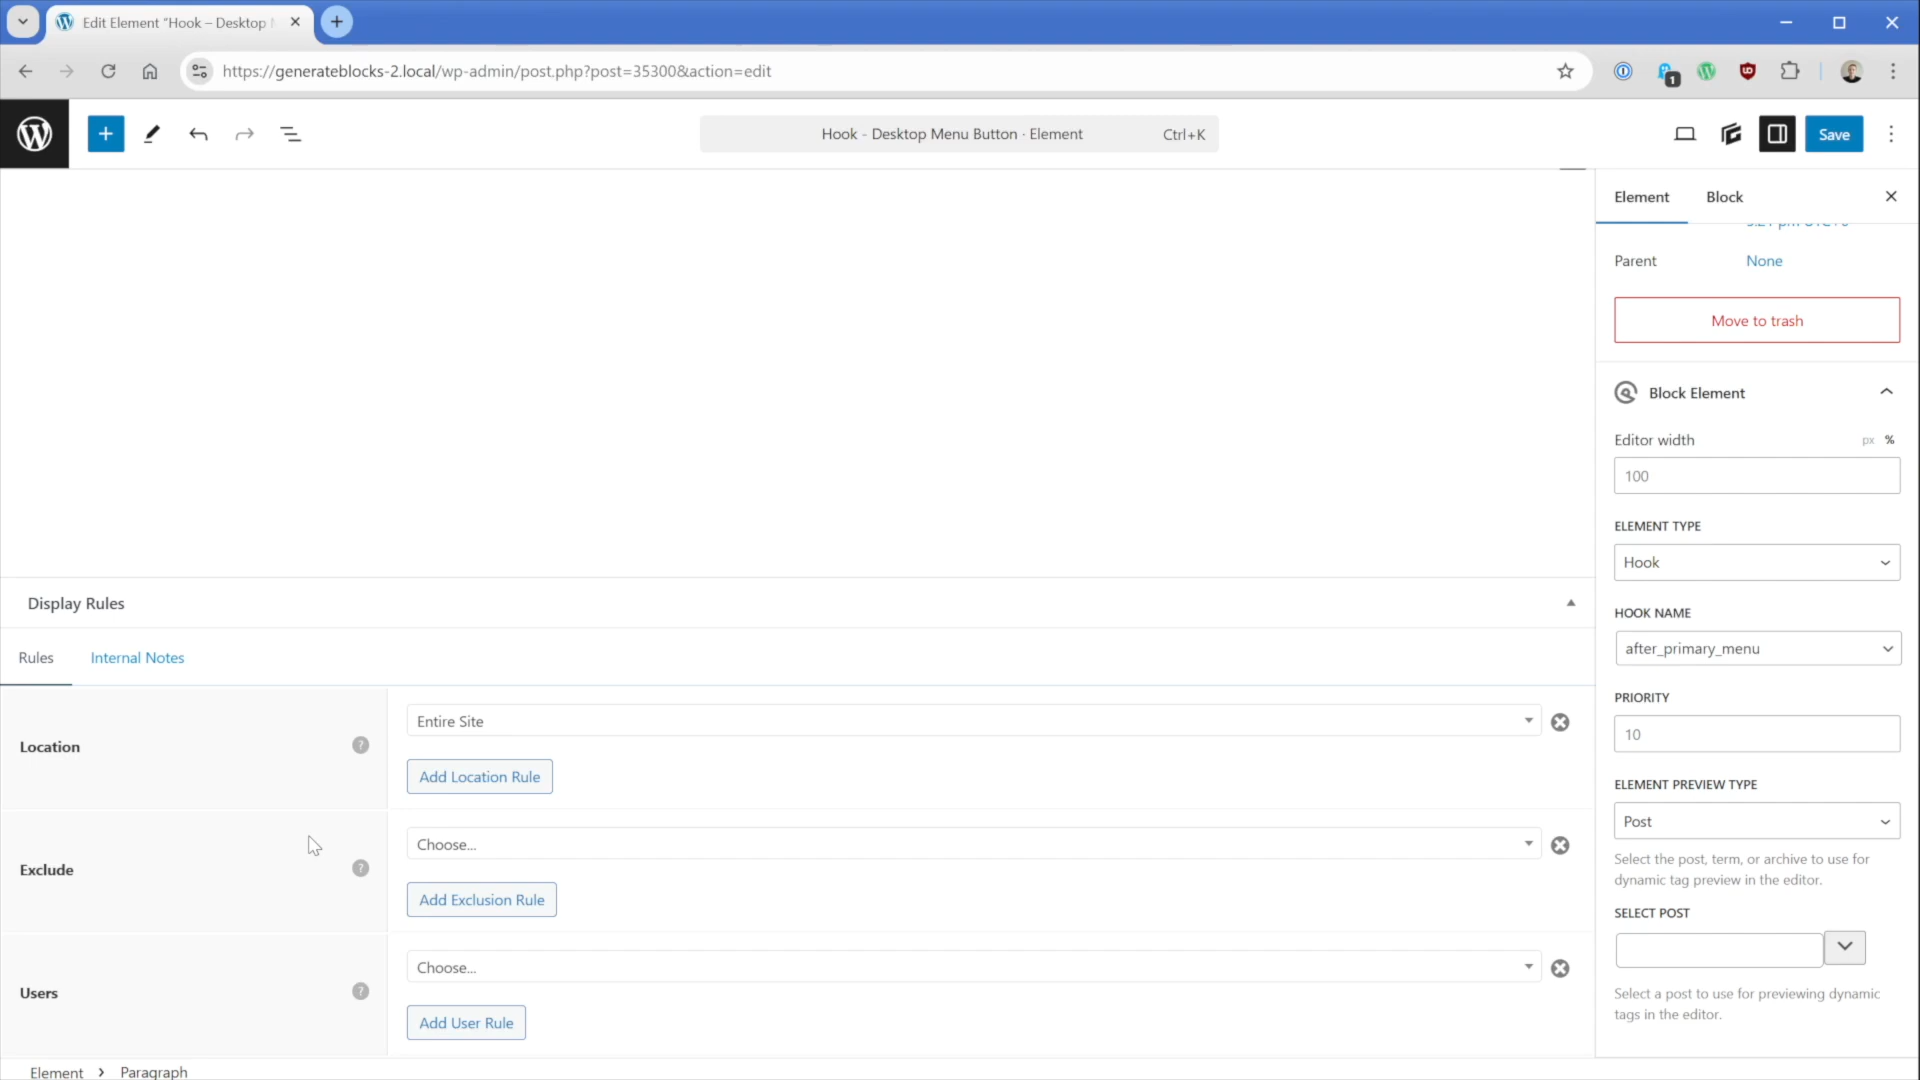 Edit Element "Hook – Desktop
https://generateblocks-2.local/wp-admin/post.php?post=35300&action=edit
1
Hook - Desktop Menu Button · Element
Ctrl+K
Save
Element
Block
Parent
None
Move to trash
Block Element
Editor width
px
%
100
ELEMENT TYPE
Hook
HOOK NAME
after_primary_menu
PRIORITY
10
ELEMENT PREVIEW TYPE
Post
Select the post, term, or archive to use for
dynamic tag preview in the editor.
SELECT POST
Select a post to use for previewing dynamic
tags in the editor.
Display Rules
Rules
Internal Notes
Location
?
Entire Site
Add Location Rule
Exclude
?
Choose...
Add Exclusion Rule
Users
?
Choose...
Add User Rule
Element
Paragraph